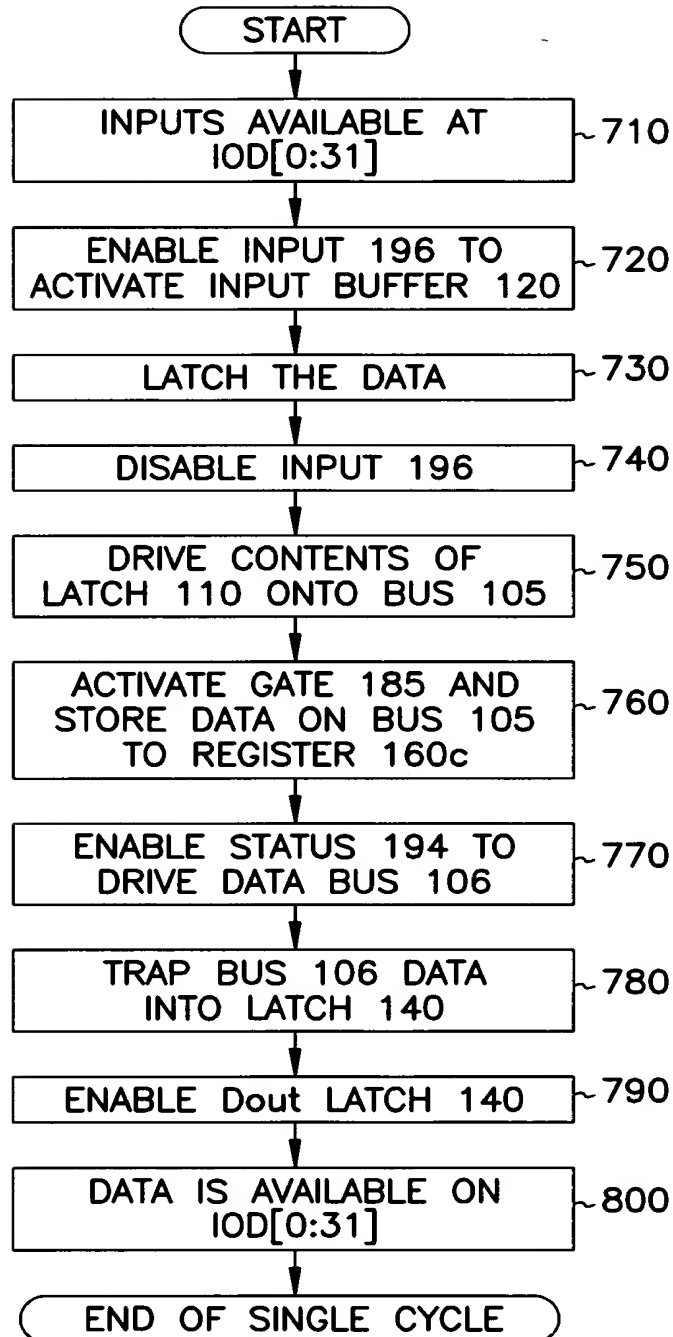 START
INPUTS AVAILABLE AT
IOD[0:31]
710
ENABLE INPUT 196 TO
ACTIVATE INPUT BUFFER 120
720
LATCH THE DATA
730
DISABLE INPUT 196
740
DRIVE CONTENTS OF
LATCH 110 ONTO BUS 105
750
ACTIVATE GATE 185 AND
STORE DATA ON BUS 105
TO REGISTER 160c
760
ENABLE STATUS 194 TO
DRIVE DATA BUS 106
770
TRAP BUS 106 DATA
INTO LATCH 140
780
ENABLE Dout LATCH 140
790
DATA IS AVAILABLE ON
IOD[0:31]
800
END OF SINGLE CYCLE